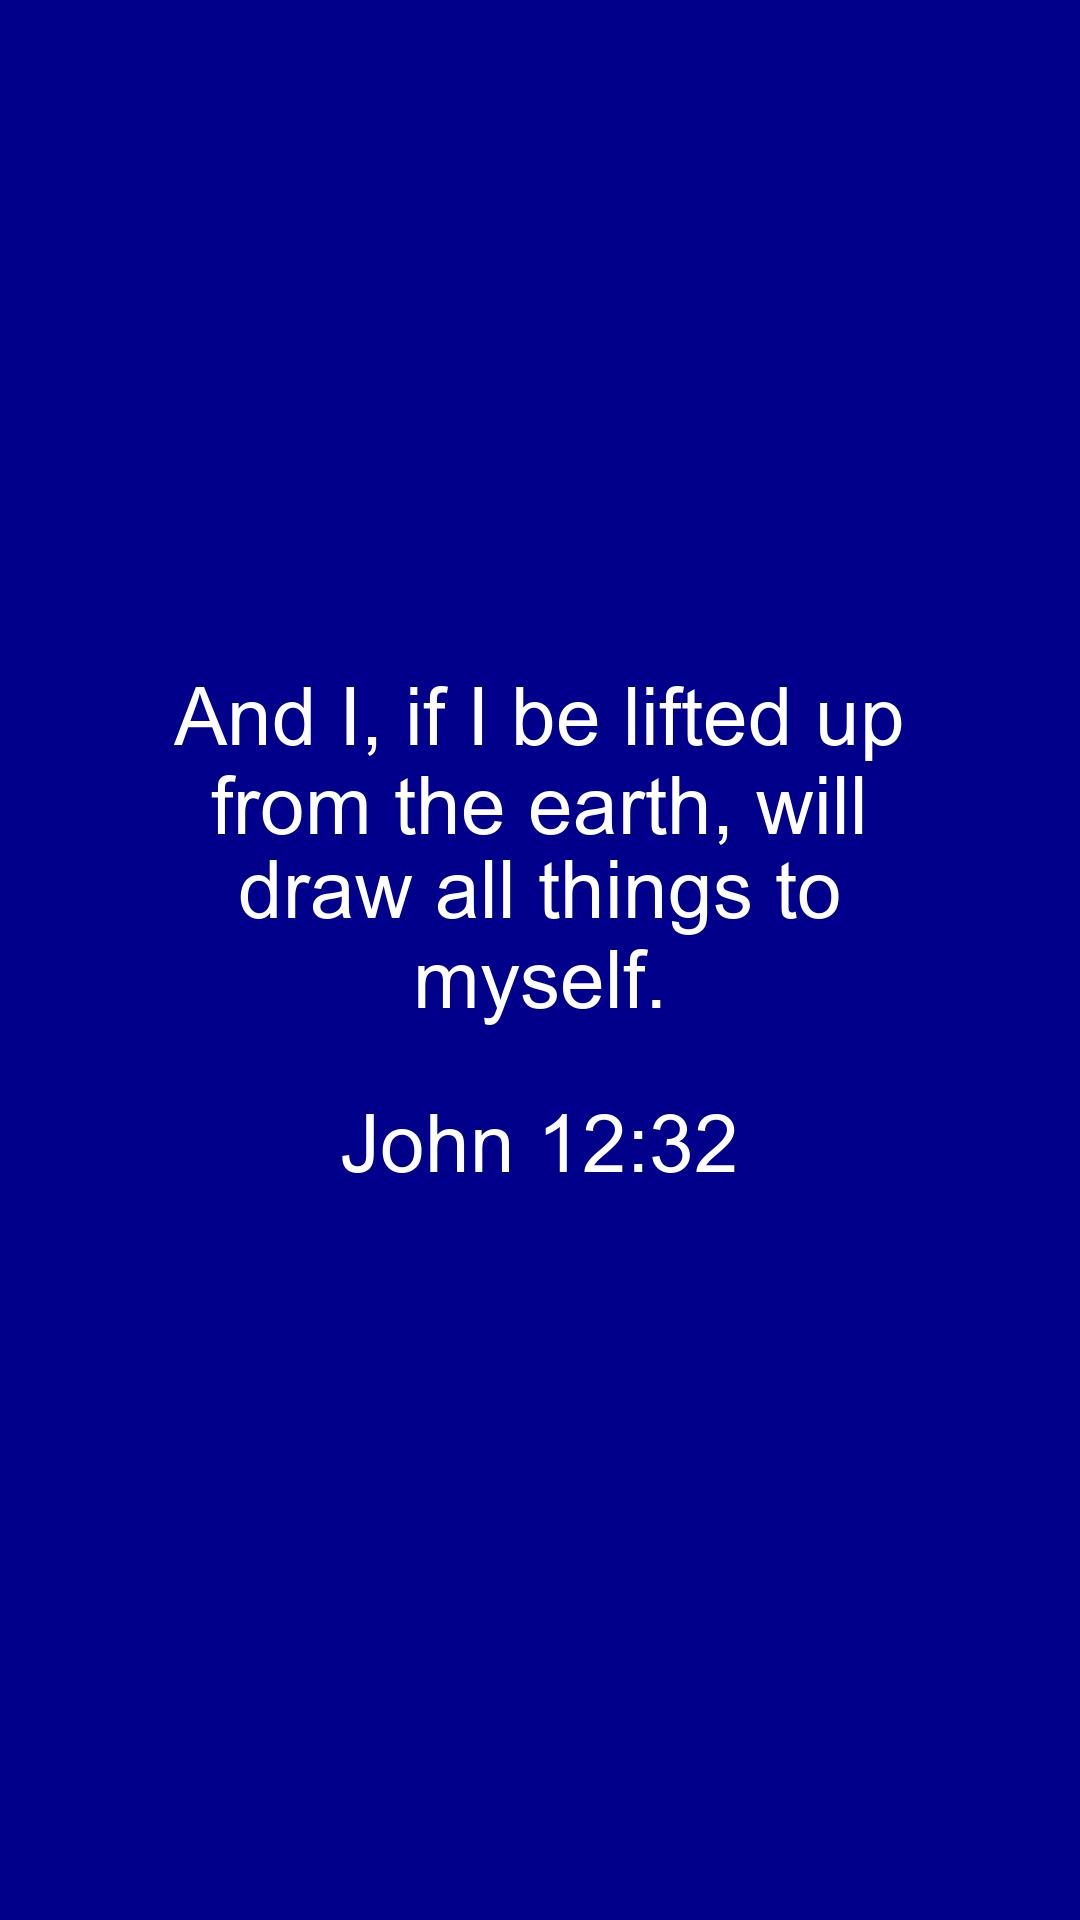 And I, if I be lifted up
from the earth, will
draw all things to
myself.
John 12:32